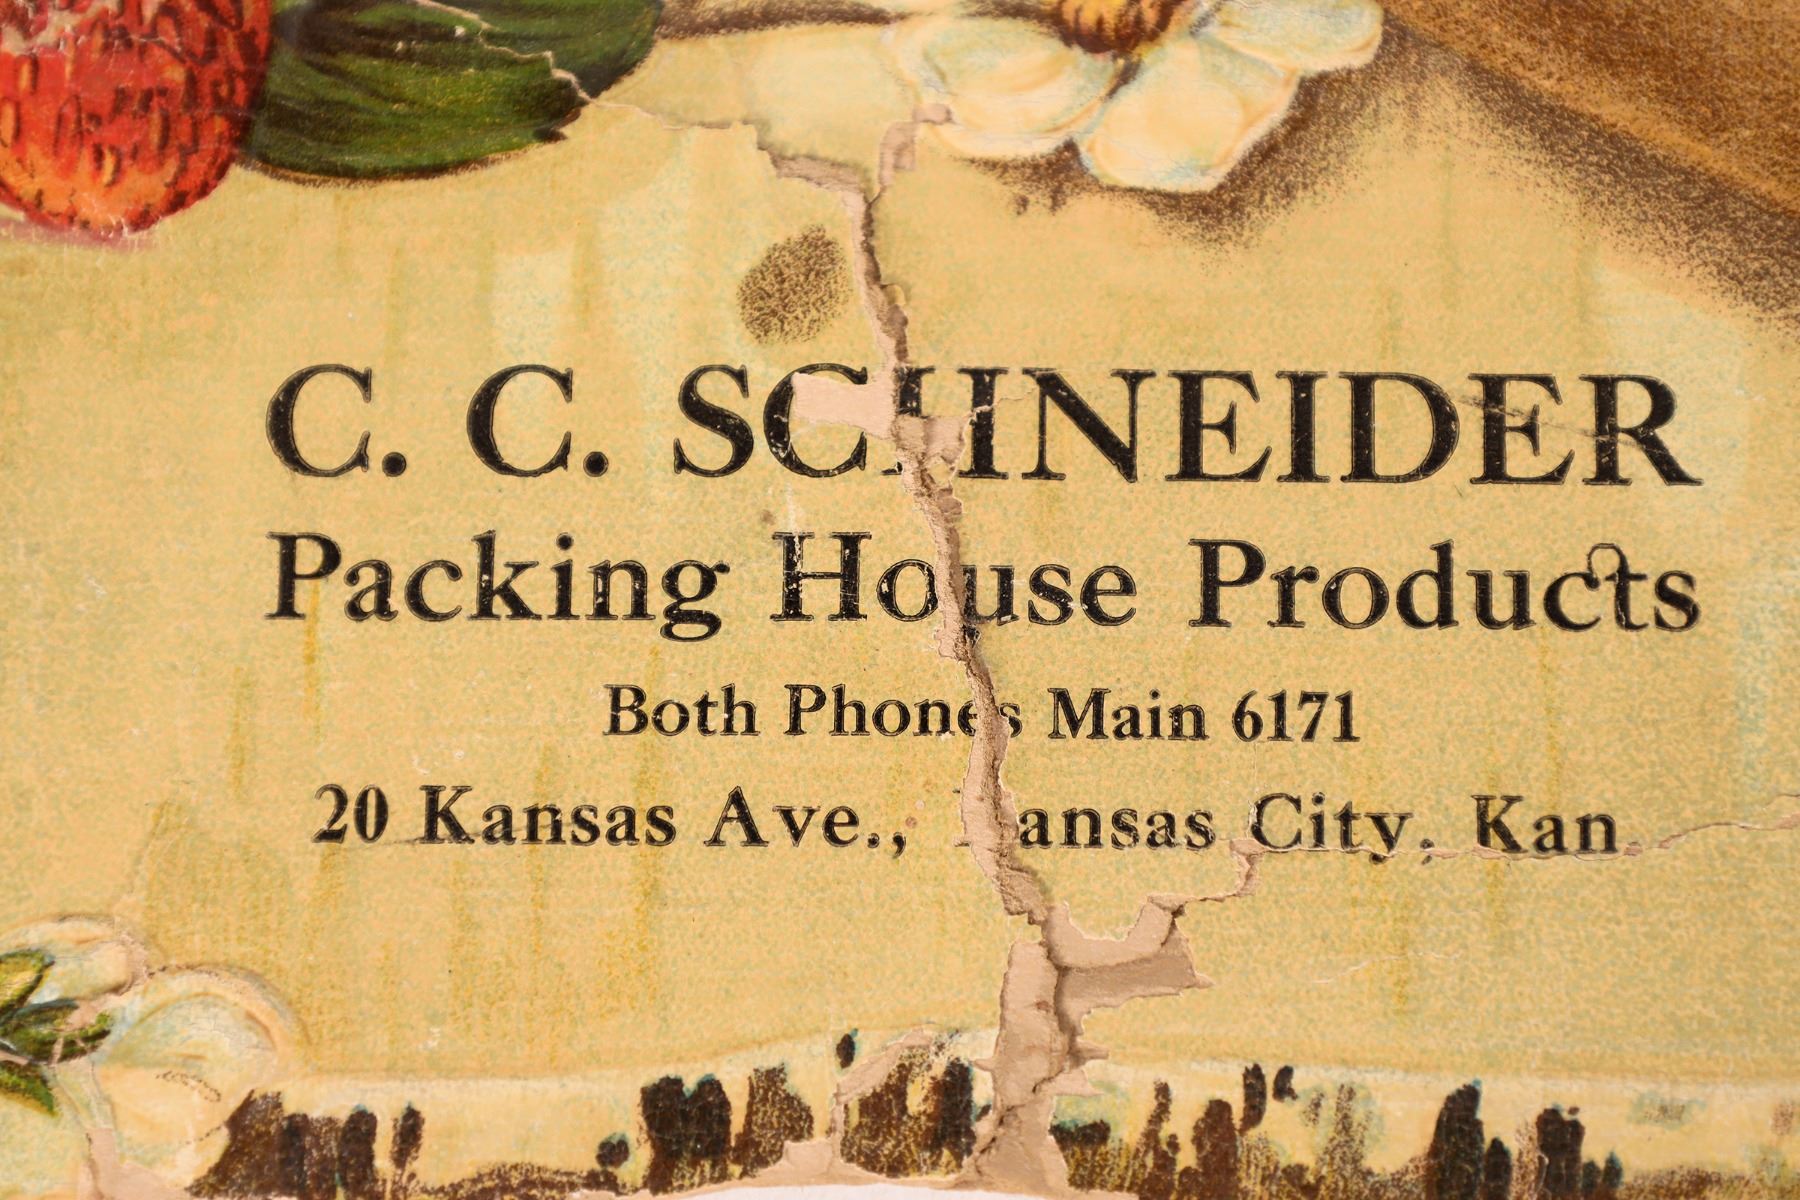 C. C. SCHNEIDER
Packing House Products
Both Phones Main 6171
20 Kansas Ave., Kansas City, Kan.